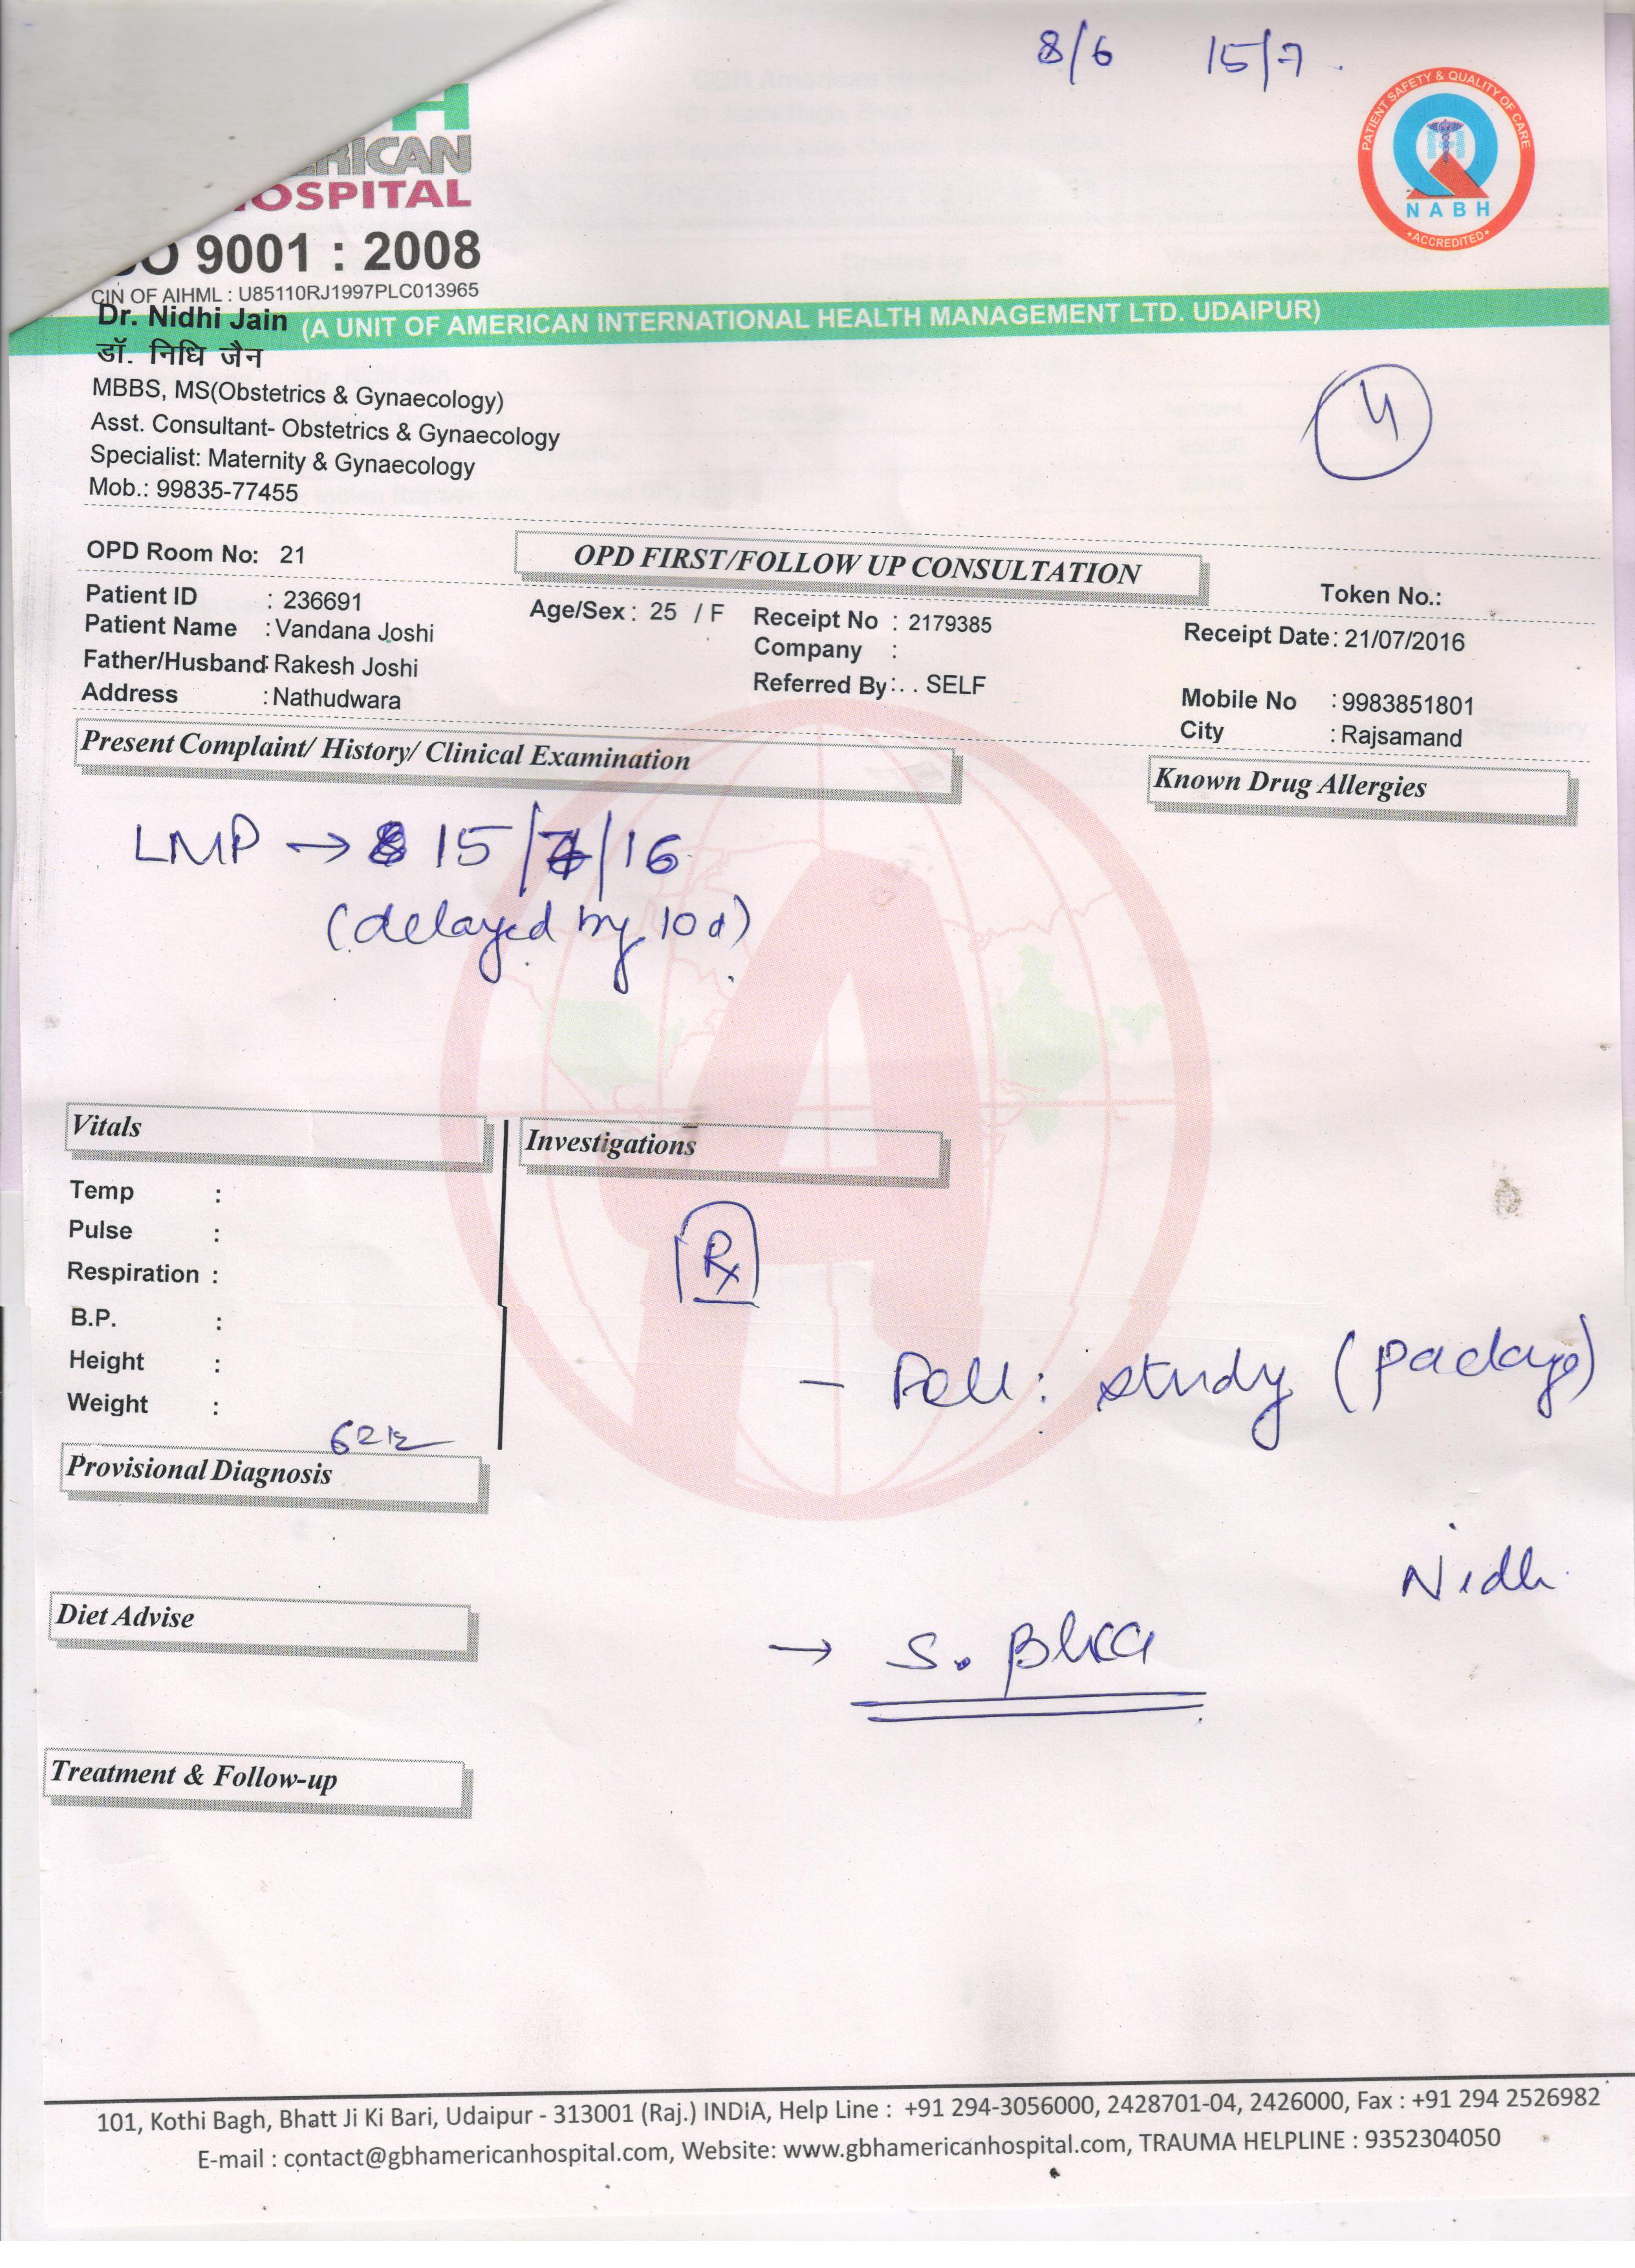 8/6 15/7
H
RICAN
OSPITAL
O 9001 : 2008
CIN OF AIHML : U85110RJ1997PLC013965
PATIENT SAFETY & QUALITY OF CARE
NABH
ACCREDITED
(A UNIT OF AMERICAN INTERNATIONAL HEALTH MANAGEMENT LTD. UDAIPUR)
Dr. Nidhi Jain
डॉ. निधि जैन
MBBS, MS(Obstetrics & Gynaecology)
Asst. Consultant- Obstetrics & Gynaecology
Specialist: Maternity & Gynaecology
Mob.: 99835-77455
4
OPD Room No: 21
OPD FIRST/FOLLOW UP CONSULTATION
Token No.:
Patient ID : 236691
Age/Sex : 25 / F
Receipt No : 2179385
Receipt Date: 21/07/2016
Patient Name : Vandana Joshi
Company :
Father/Husband: Rakesh Joshi
Referred By: . . SELF
Mobile No : 9983851801
Address : Nathudwara
City : Rajsamand
Present Complaint/ History/ Clinical Examination
Known Drug Allergies
LMP → 15/7/16
(delayed by 10d)
Vitals
Investigations
Temp :
Pulse :
Respiration :
B.P. :
Height :
Weight :
62
Rx
- Foll: study (package)
Provisional Diagnosis
Nidhi
Diet Advise
→ S. βhCG
Treatment & Follow-up
101, Kothi Bagh, Bhatt Ji Ki Bari, Udaipur - 313001 (Raj.) INDIA, Help Line : +91 294-3056000, 2428701-04, 2426000, Fax : +91 294 2526982
E-mail : contact@gbhamericanhospital.com, Website: www.gbhamericanhospital.com, TRAUMA HELPLINE : 9352304050